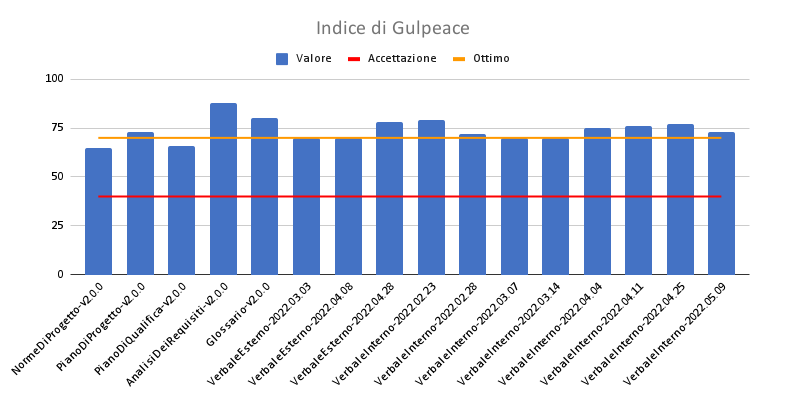 Indice di Gulpeace
Valore Accettazione Ottimo
100
75
50
25
0
NormeDiProgetto-v2.0.0
PianoDiProgetto-v2.0.0
PianoDiQualifica-v2.0.0
AnalisiDeiRequisiti-v2.0.0
Glossario-v2.0.0
VerbaleEsterno-2022.03.03
VerbaleEsterno-2022.04.08
VerbaleEsterno-2022.04.28
VerbaleInterno-2022.02.23
VerbaleInterno-2022.02.28
VerbaleInterno-2022.03.07
VerbaleInterno-2022.03.14
VerbaleInterno-2022.04.04
VerbaleInterno-2022.04.11
VerbaleInterno-2022.04.25
VerbaleInterno-2022.05.09